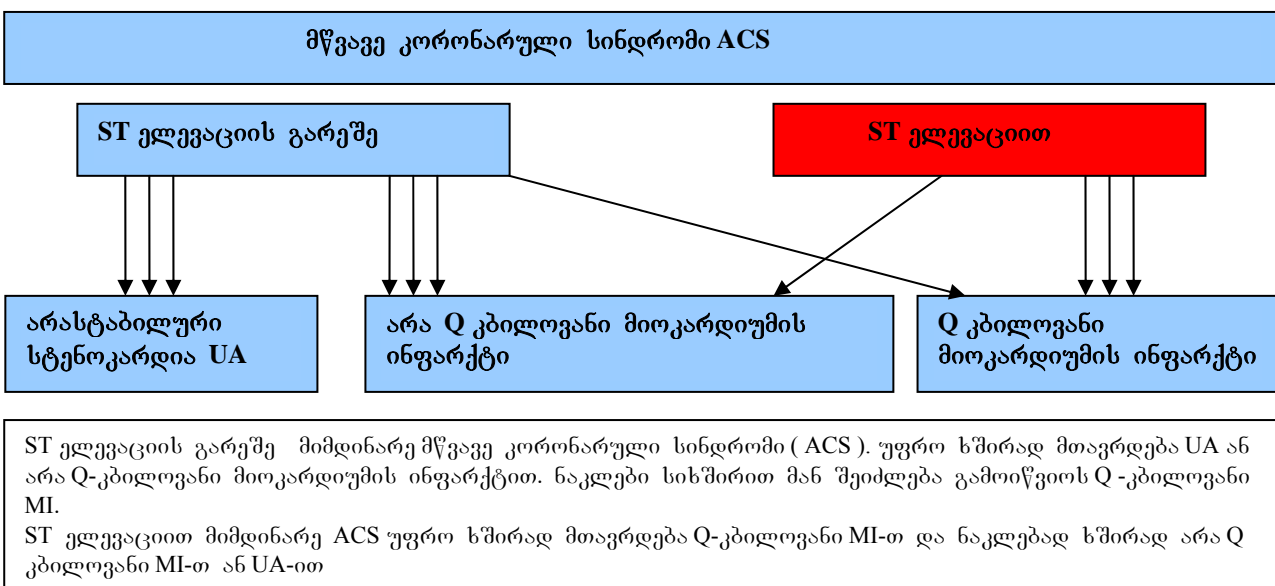 მწვავე კორონარული სინდრომი ACS
ST ელევაციის გარეშე
ST ელევაციით
არასტაბილური
სტენოკარდია UA
არა Q კბილოვანი მიოკარდიუმის
ინფარქტი
Q კბილოვანი
მიოკარდიუმის ინფარქტი
ST ელევაციის გარეშე მიმდინარე მწვავე კორონარული სინდრომი ( ACS ). უფრო ხშირად მთავრდება UA ან
არა Q-კბილოვანი მიოკარდიუმის ინფარქტით. ნაკლები სიხშირით მან შეიძლება გამოიწვიოს Q -კბილოვანი
MI.
ST ელევაციით მიმდინარე ACS უფრო ხშირად მთავრდება Q-კბილოვანი MI-თ და ნაკლებად ხშირად არა Q
კბილოვანი MI-თ ან UA-ით